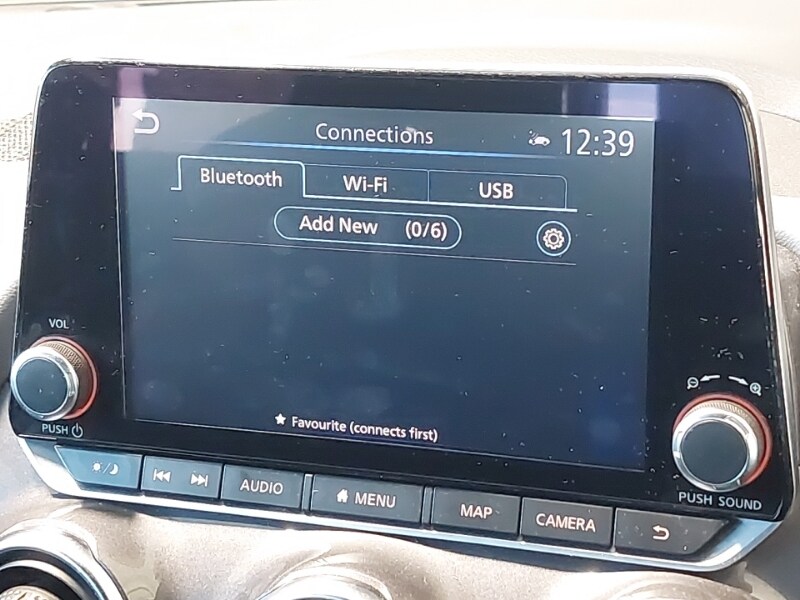 Connections
12:39
Bluetooth Wi-Fi USB
Add New (0/6)
Favourite (connects first)
VOL
PUSH
PUSH SOUND
AUDIO MENU MAP CAMERA